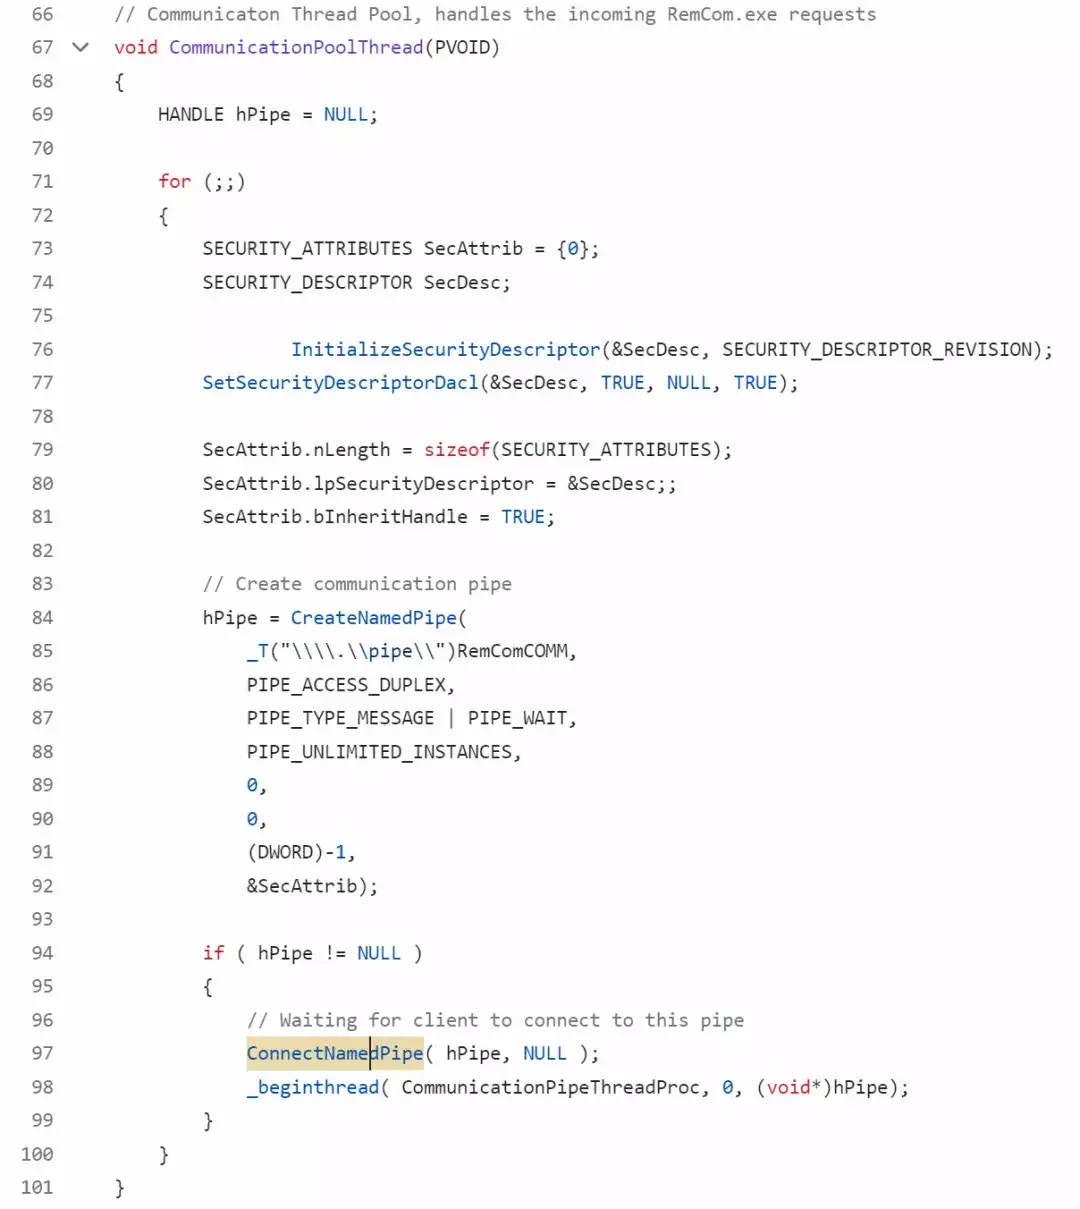 66 // Communicaton Thread Pool, handles the incoming RemCom.exe requests
67 void CommunicationPoolThread(PVOID)
68 {
69 HANDLE hPipe = NULL;
70
71 for (;;)
72 {
73 SECURITY_ATTRIBUTES SecAttrib = {0};
74 SECURITY_DESCRIPTOR SecDesc;
75
76 InitializeSecurityDescriptor(&SecDesc, SECURITY_DESCRIPTOR_REVISION);
77 SetSecurityDescriptorDacl(&SecDesc, TRUE, NULL, TRUE);
78
79 SecAttrib.nLength = sizeof(SECURITY_ATTRIBUTES);
80 SecAttrib.lpSecurityDescriptor = &SecDesc;;
81 SecAttrib.bInheritHandle = TRUE;
82
83 // Create communication pipe
84 hPipe = CreateNamedPipe(
85 _T("\\\\.\\pipe\\")RemComCOMM,
86 PIPE_ACCESS_DUPLEX,
87 PIPE_TYPE_MESSAGE | PIPE_WAIT,
88 PIPE_UNLIMITED_INSTANCES,
89 0,
90 0,
91 (DWORD)-1,
92 &SecAttrib);
93
94 if ( hPipe != NULL )
95 {
96 // Waiting for client to connect to this pipe
97 ConnectNamedPipe( hPipe, NULL );
98 _beginthread( CommunicationPipeThreadProc, 0, (void*)hPipe);
99 }
100 }
101 }